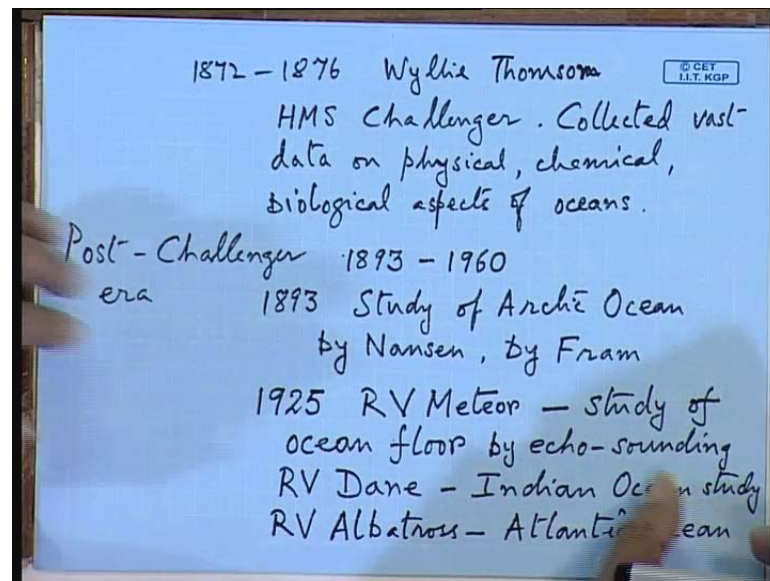 1872 – 1876 Wyllie Thomson
© CET
I.I.T. KGP
HMS Challenger. Collected vast
data on physical, chemical,
biological aspects of oceans.
Post-Challenger 1893 – 1960
era 1893 Study of Arctic Ocean
by Nansen, by Fram
1925 RV Meteor – study of
ocean floor by echo-sounding
RV Dane – Indian study
RV Albatross –